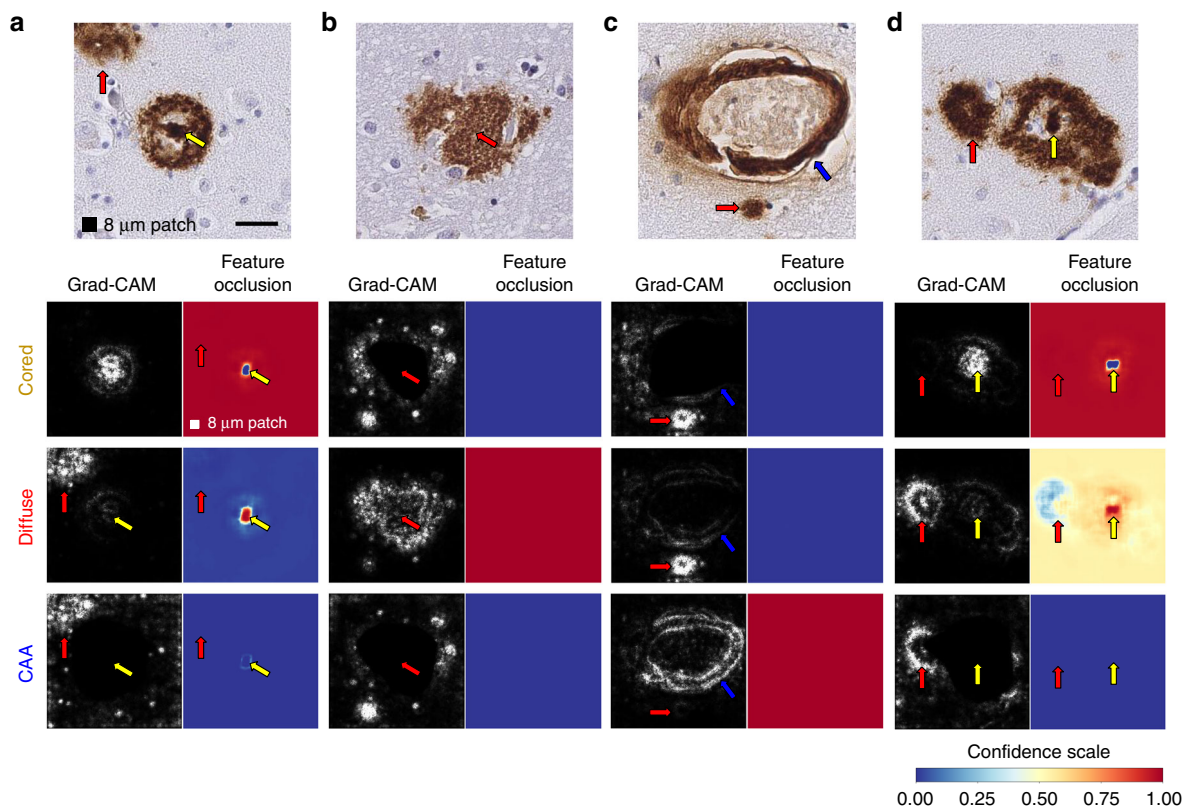 a b c d
8 μm patch
Feature Feature Feature Feature
Grad-CAM occlusion Grad-CAM occlusion Grad-CAM occlusion Grad-CAM occlusion
Cored
8 μm patch
Diffuse
CAA
Confidence scale
0.00 0.25 0.50 0.75 1.00